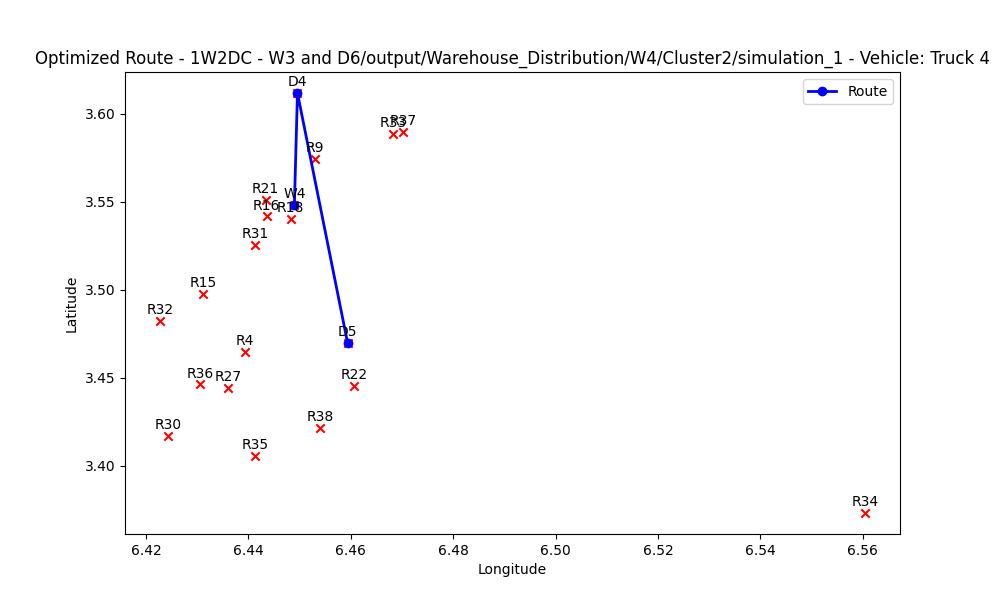 Optimized Route - 1W2DC - W3 and D6/output/Warehouse_Distribution/W4/Cluster2/simulation_1 - Vehicle: Truck 4
Route
D4
R33
R37
R9
R21
W4
R16
R18
R31
R15
R32
D5
R4
R36
R27
R22
R38
R30
R35
R34
3.60
3.55
3.50
3.45
3.40
Latitude
6.42
6.44
6.46
6.48
6.50
6.52
6.54
6.56
Longitude